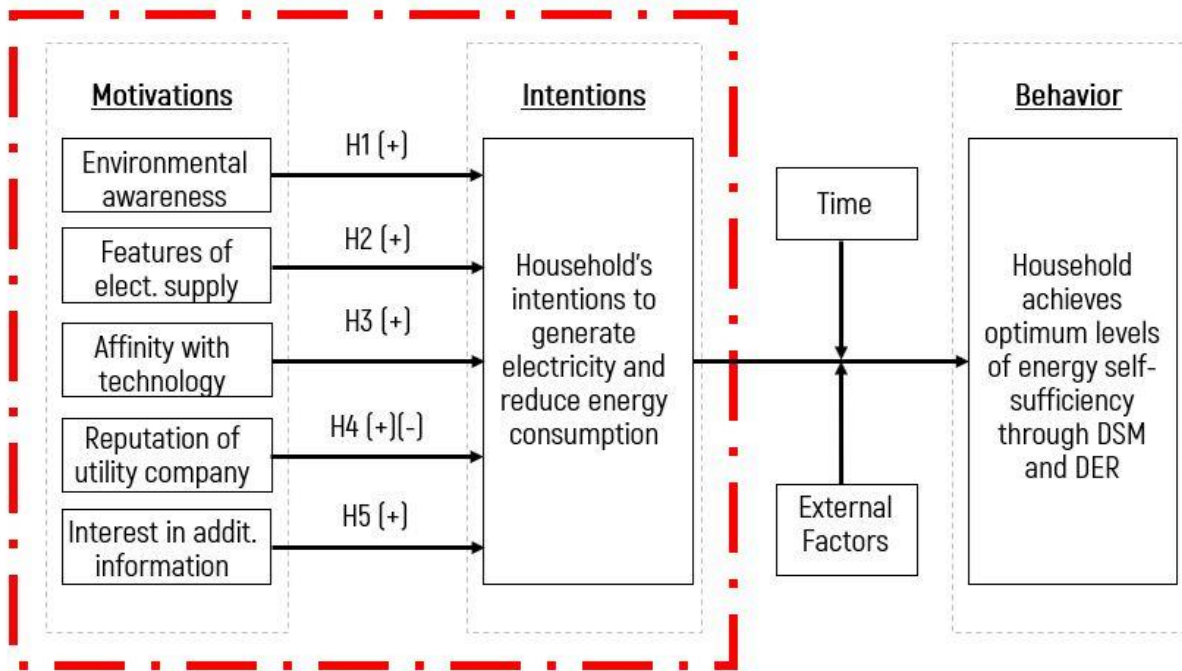 Motivations
Environmental
awareness
Features of
elect. supply
Affinity with
technology
Reputation of
utility company
Interest in addit.
information
H1 (+)
H2 (+)
H3 (+)
H4 (+)(-)
H5 (+)
Intentions
Household's
intentions to
generate
electricity and
reduce energy
consumption
Time
External
Factors
Behavior
Household
achieves
optimum levels
of energy self-
sufficiency
through DSM
and DER